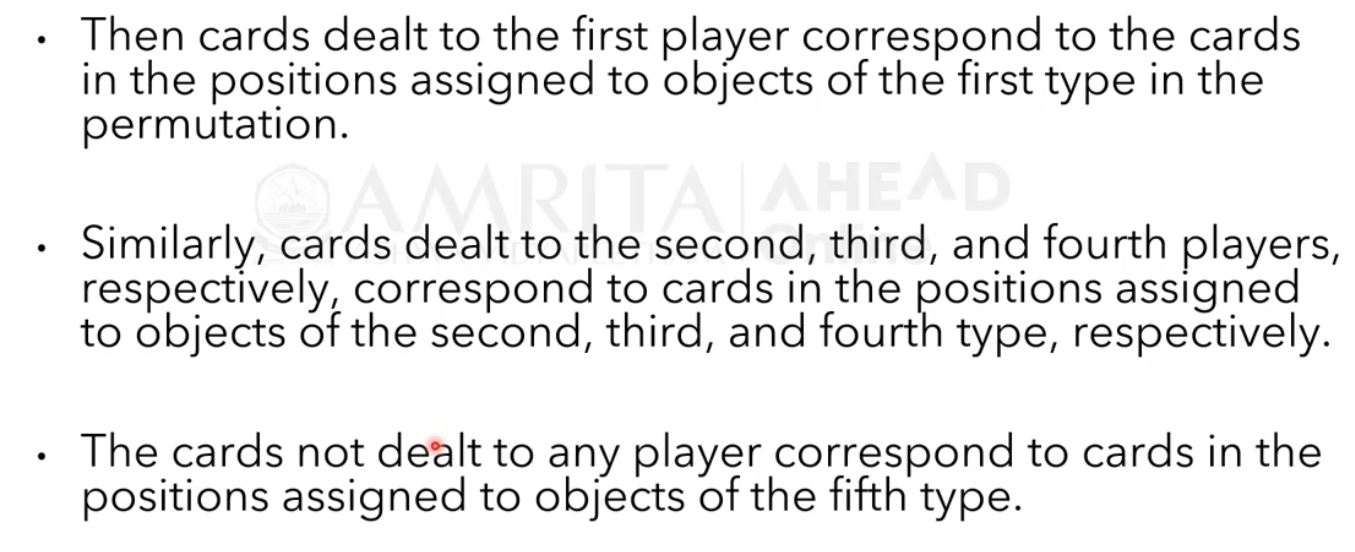 • Then cards dealt to the first player correspond to the cards
in the positions assigned to objects of the first type in the
permutation.
AMRITA AHEAD
Online
• Similarly, cards dealt to the second, third, and fourth players,
respectively, correspond to cards in the positions assigned
to objects of the second, third, and fourth type, respectively.
• The cards not dealt to any player correspond to cards in the
positions assigned to objects of the fifth type.